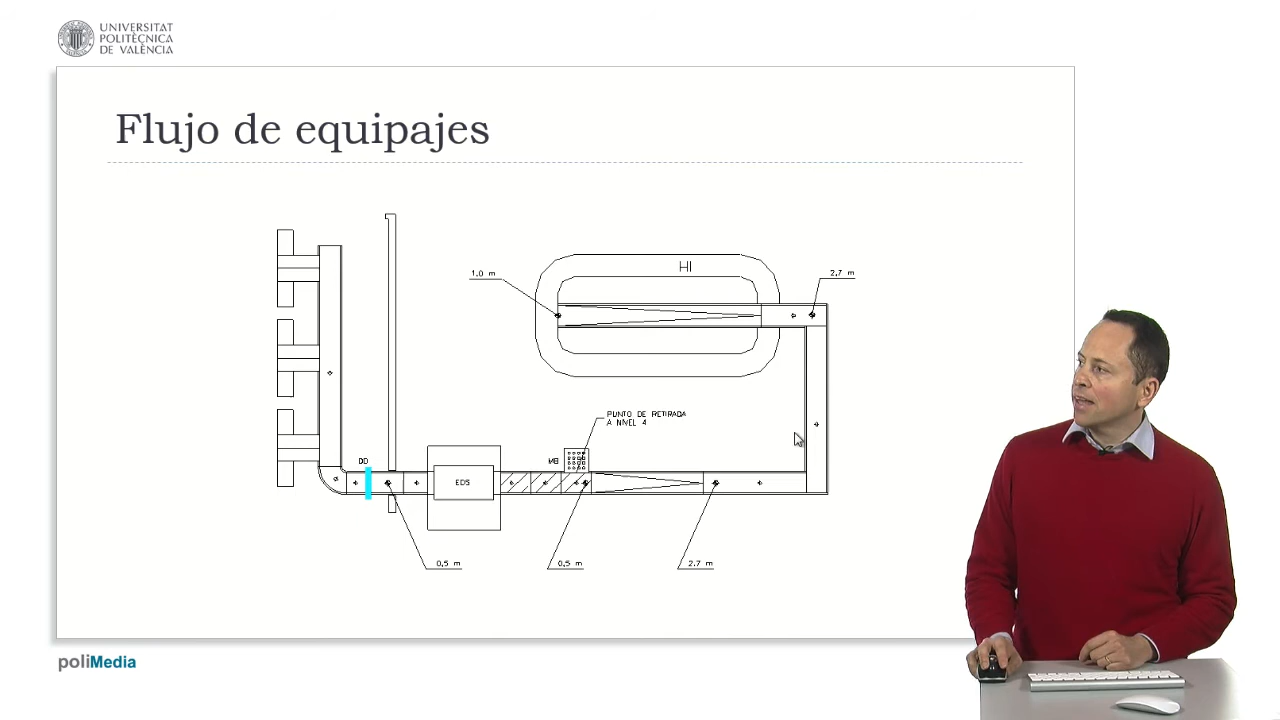 UNIVERSITAT
POLITÈCNICA
DE VALÈNCIA
Flujo de equipajes
HI
1.0 m
2,7 m
PUNTO DE RETIRADA
A NIVEL 4
DD
EDS
0,5 m
0,5 m
2.7 m
poliMedia